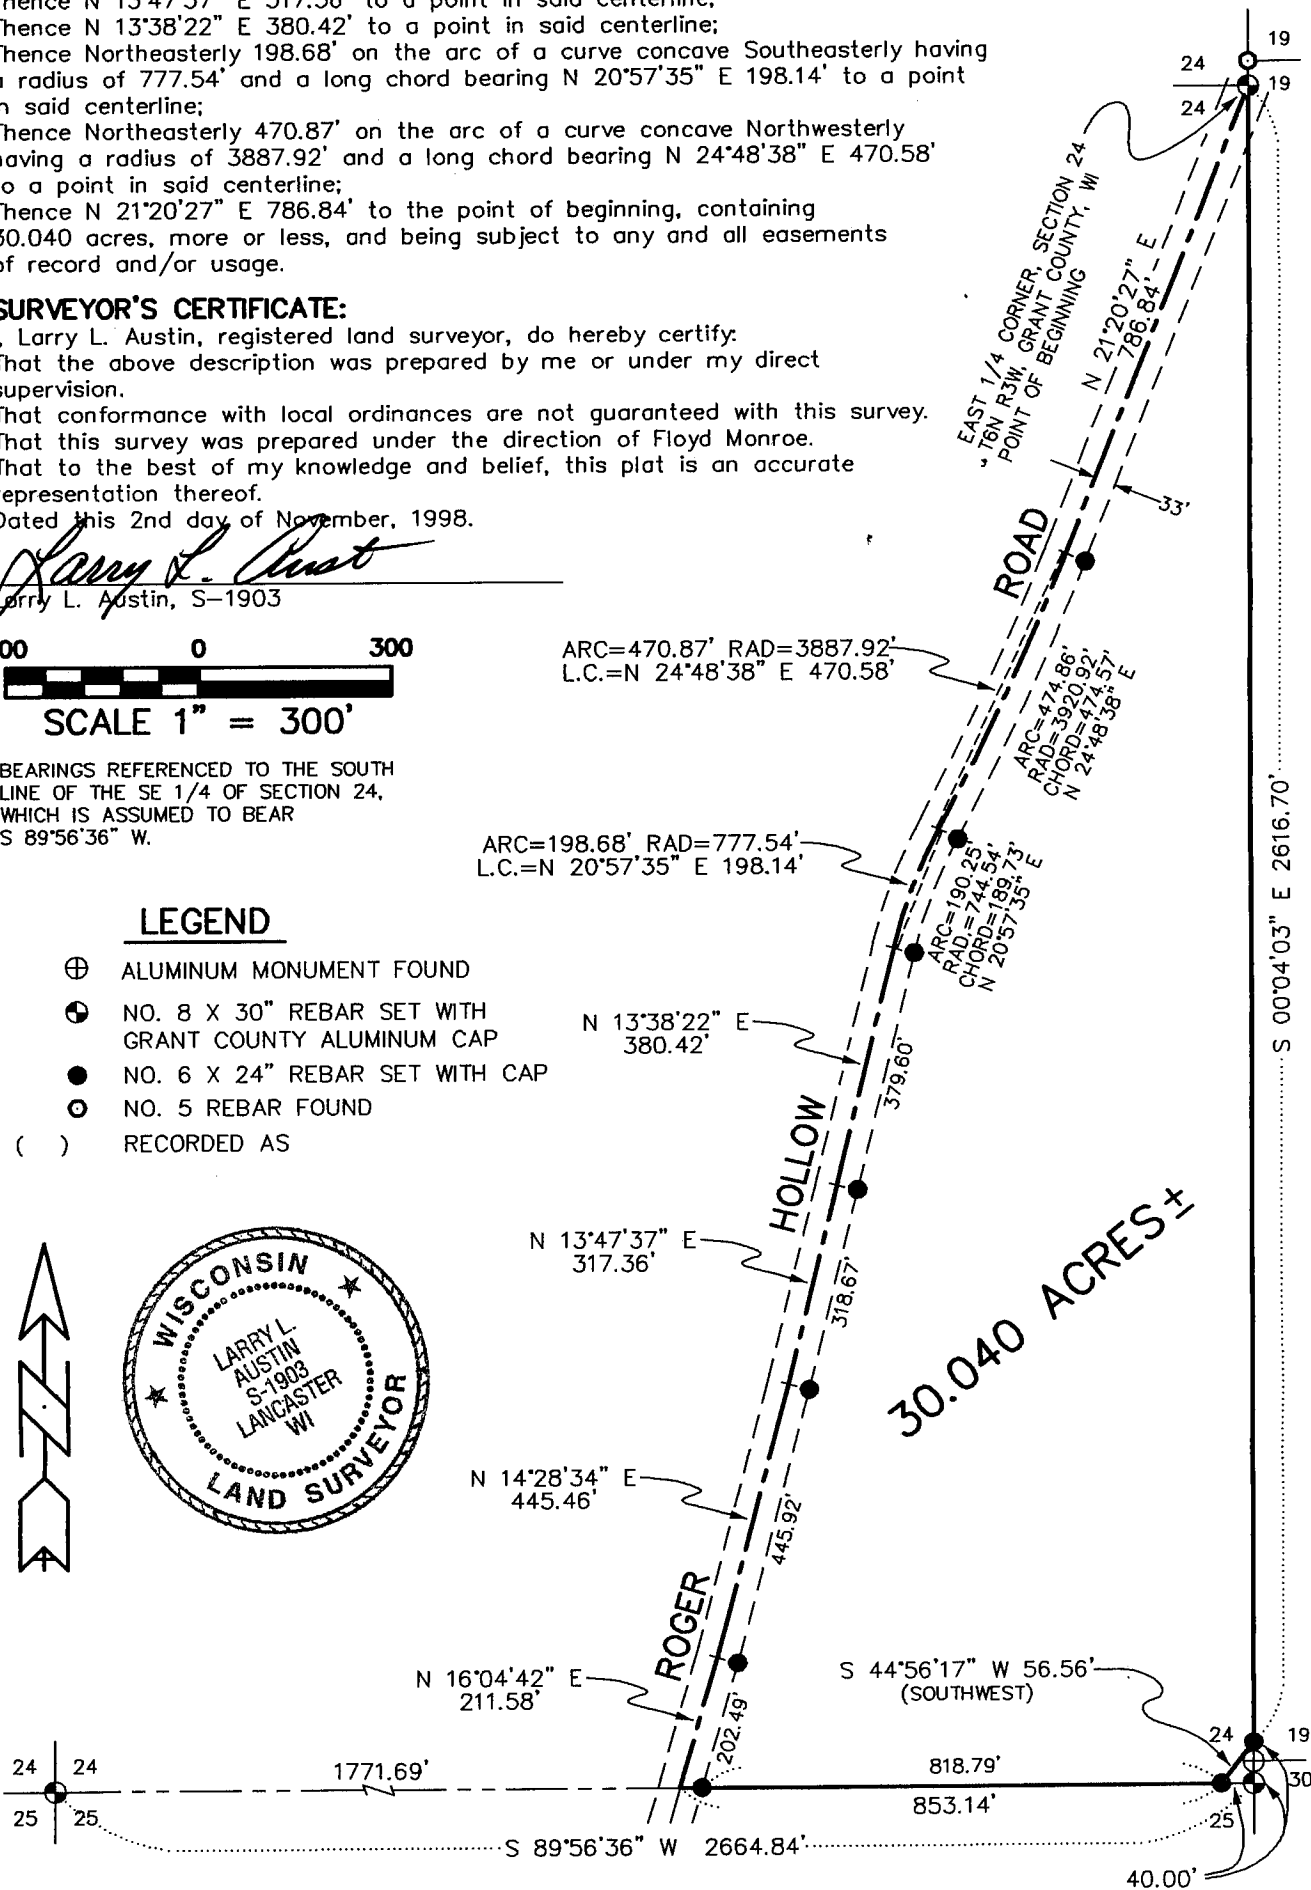 hence N 13°47'37" E 317.36' to a point in said centerline;
hence N 13°38'22" E 380.42' to a point in said centerline;
hence Northeasterly 198.68' on the arc of a curve concave Southeasterly having
a radius of 777.54' and a long chord bearing N 20°57'35" E 198.14' to a point
n said centerline;
hence Northeasterly 470.87' on the arc of a curve concave Northwesterly
having a radius of 3887.92' and a long chord bearing N 24°48'38" E 470.58'
to a point in said centerline;
hence N 21°20'27" E 786.84' to the point of beginning, containing
30.040 acres, more or less, and being subject to any and all easements
of record and/or usage.
SURVEYOR'S CERTIFICATE:
, Larry L. Austin, registered land surveyor, do hereby certify:
That the above description was prepared by me or under my direct
supervision.
That conformance with local ordinances are not guaranteed with this survey.
That this survey was prepared under the direction of Floyd Monroe.
That to the best of my knowledge and belief, this plat is an accurate
representation thereof.
Dated this 2nd day of November, 1998.
Larry L. Aust
Larry L. Austin, S-1903
00 0 300
SCALE 1" = 300'
BEARINGS REFERENCED TO THE SOUTH
LINE OF THE SE 1/4 OF SECTION 24,
WHICH IS ASSUMED TO BEAR
S 89°56'36" W.
LEGEND
ALUMINUM MONUMENT FOUND
NO. 8 X 30" REBAR SET WITH
GRANT COUNTY ALUMINUM CAP
NO. 6 X 24" REBAR SET WITH CAP
NO. 5 REBAR FOUND
( ) RECORDED AS
WISCONSIN
LARRY L.
AUSTIN
S-1903
LANCASTER
WI
LAND SURVEYOR
N
24 19
24 19
EAST 1/4 CORNER, SECTION 24
, T6N R3W, GRANT COUNTY, WI
POINT OF BEGINNING
N 21°20'27" E
786.84'
33'
ROAD
ARC=470.87' RAD=3887.92'
L.C.=N 24°48'38" E 470.58'
ARC=474.86'
RAD=3920.92'
CHORD=474.57'
N 24°48'38" E
ARC=198.68' RAD=777.54'
L.C.=N 20°57'35" E 198.14'
ARC=190.25'
RAD.=744.54'
CHORD=189.73'
N 20°57'35" E
S 00°04'03" E 2616.70'
N 13°38'22" E
380.42'
379.60'
HOLLOW
N 13°47'37" E
317.36'
318.67'
30.040 ACRES±
N 14°28'34" E
445.46'
445.92'
ROGER
N 16°04'42" E
211.58'
202.49'
S 44°56'17" W 56.56'
(SOUTHWEST)
24 19
30
25
24 24
25 25
1771.69'
818.79'
853.14'
S 89°56'36" W 2664.84'
40.00'